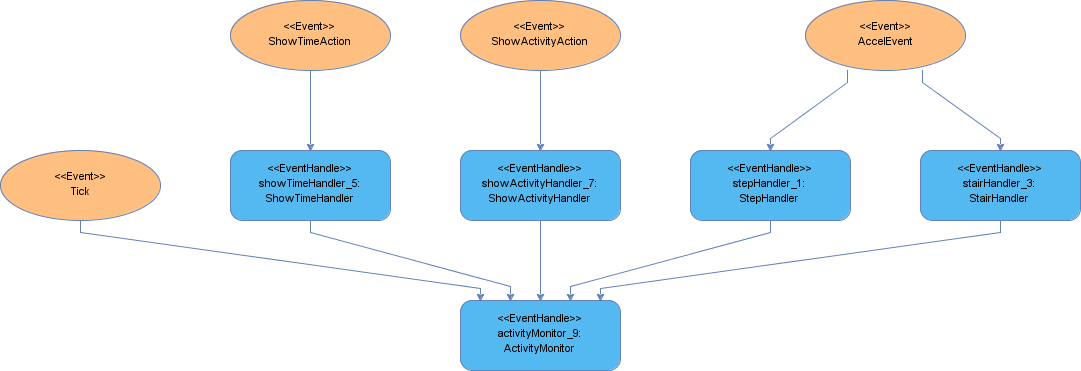 <<Event>>
ShowTimeAction
<<Event>>
ShowActivityAction
<<Event>>
AccelEvent
<<Event>>
Tick
<<EventHandle>>
showTimeHandler_5:
ShowTimeHandler
<<EventHandle>>
showActivityHandler_7:
ShowActivityHandler
<<EventHandle>>
stepHandler_1:
StepHandler
<<EventHandle>>
stairHandler_3:
StairHandler
<<EventHandle>>
activityMonitor_9:
ActivityMonitor